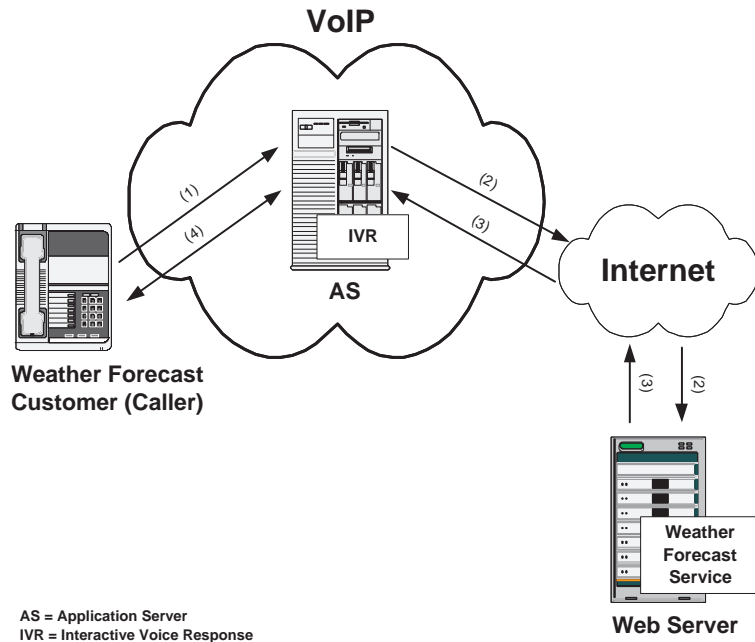 VoIP
(1)
(4)
(2)
(3)
IVR
AS
Internet
Weather Forecast
Customer (Caller)
(3)
(2)
Weather
Forecast
Service
Web Server
AS = Application Server
IVR = Interactive Voice Response